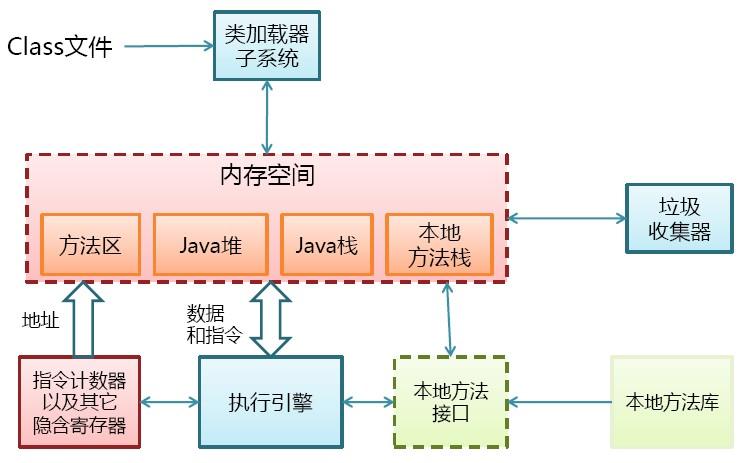 Class文件
类加载器
子系统
内存空间
方法区
Java堆
Java栈
本地
方法栈
垃圾
收集器
地址
数据
和指令
指令计数器
以及其它
隐含寄存器
执行引擎
本地方法
接口
本地方法库